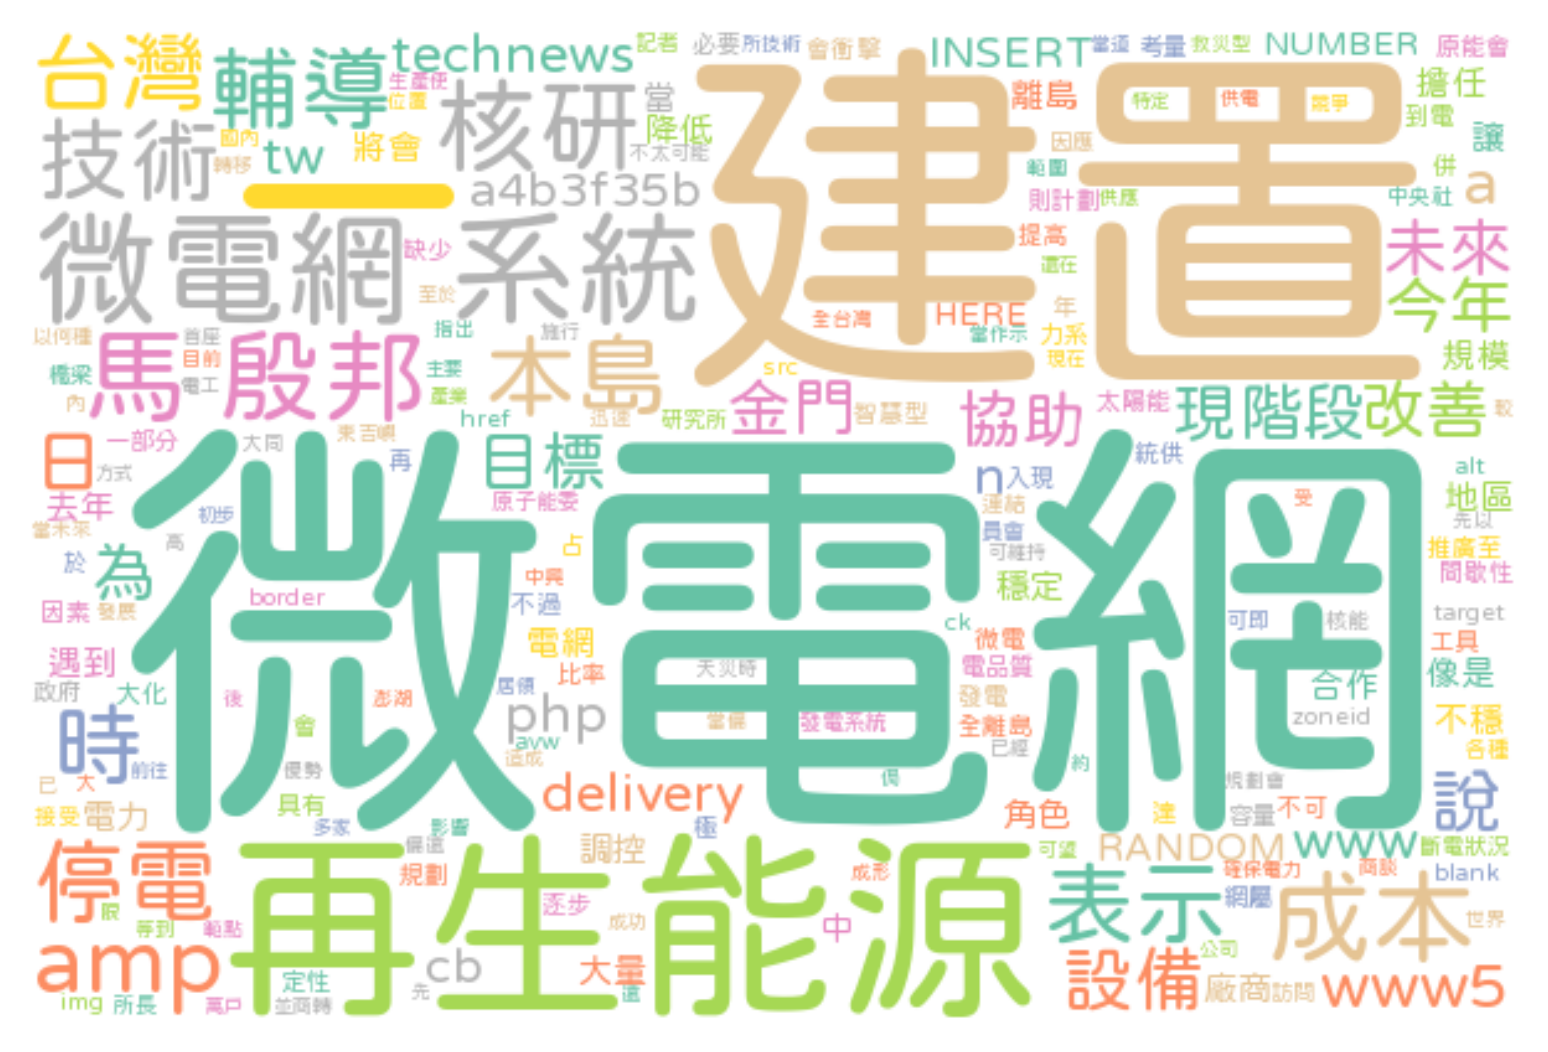 台灣
輔導
technews
記者
必要
所技術
會衝擊
INSERT
當須
考量
救災型
NUMBER
原能會
生產使
位置
核研
當
降低
不太可能
建置
離島
特定
供電
競爭
擔任
到電
技術
國內
轉移
tw
將會
一
a4b3f35b
因應
範圍
則計劃
供應
讓
併
中央社
a
微電網
系統
缺少
至於
提高
還在
未來
今年
年
HERE
全台灣
當作示
力系
現在
規模
以何種
首座
指出
旅行
馬
殷邦
目前
電工
橋梁
內
主要
產業
本島
src
href
迅速
研究所
金門
智慧型
協助
太陽能
現階段
改善
較
日
一部分
方式
大同
東吉嶼
再
目標
原子能委
n
入現
連結
員會
可維持
統供
受
alt
地區
先以
去年
當未來
初步
高
於
為
因素
發展
border
微電網
占
中興
不過
穩定
推廣至
間歇性
target
可即
核能
工具
遇到
政府
大化
後
澎湖
電網
比率
居領
天災時
ck
微電
電品質
發電
像是
合作
zoneid
時
前往
會
優勢
具有
php
avw
造成
當儡
發電系統
全離島
已經
約
不穩
各種
已
大
接受
電力
多家
影響
delivery
極
偒
角色
達
規劃會
容量
不可
說
停電
儡這
規劃
調控
再生能源
成形
可望
RANDOM
www
斷電狀況
確保電力
商談
blank
限
等到
範點
逐步
成功
中
表示
網屬
成本
世界
amp
定性
cb
大量
先
還
公司
設備
廠商
訪問
www5
img
所長
萬戶
並商轉